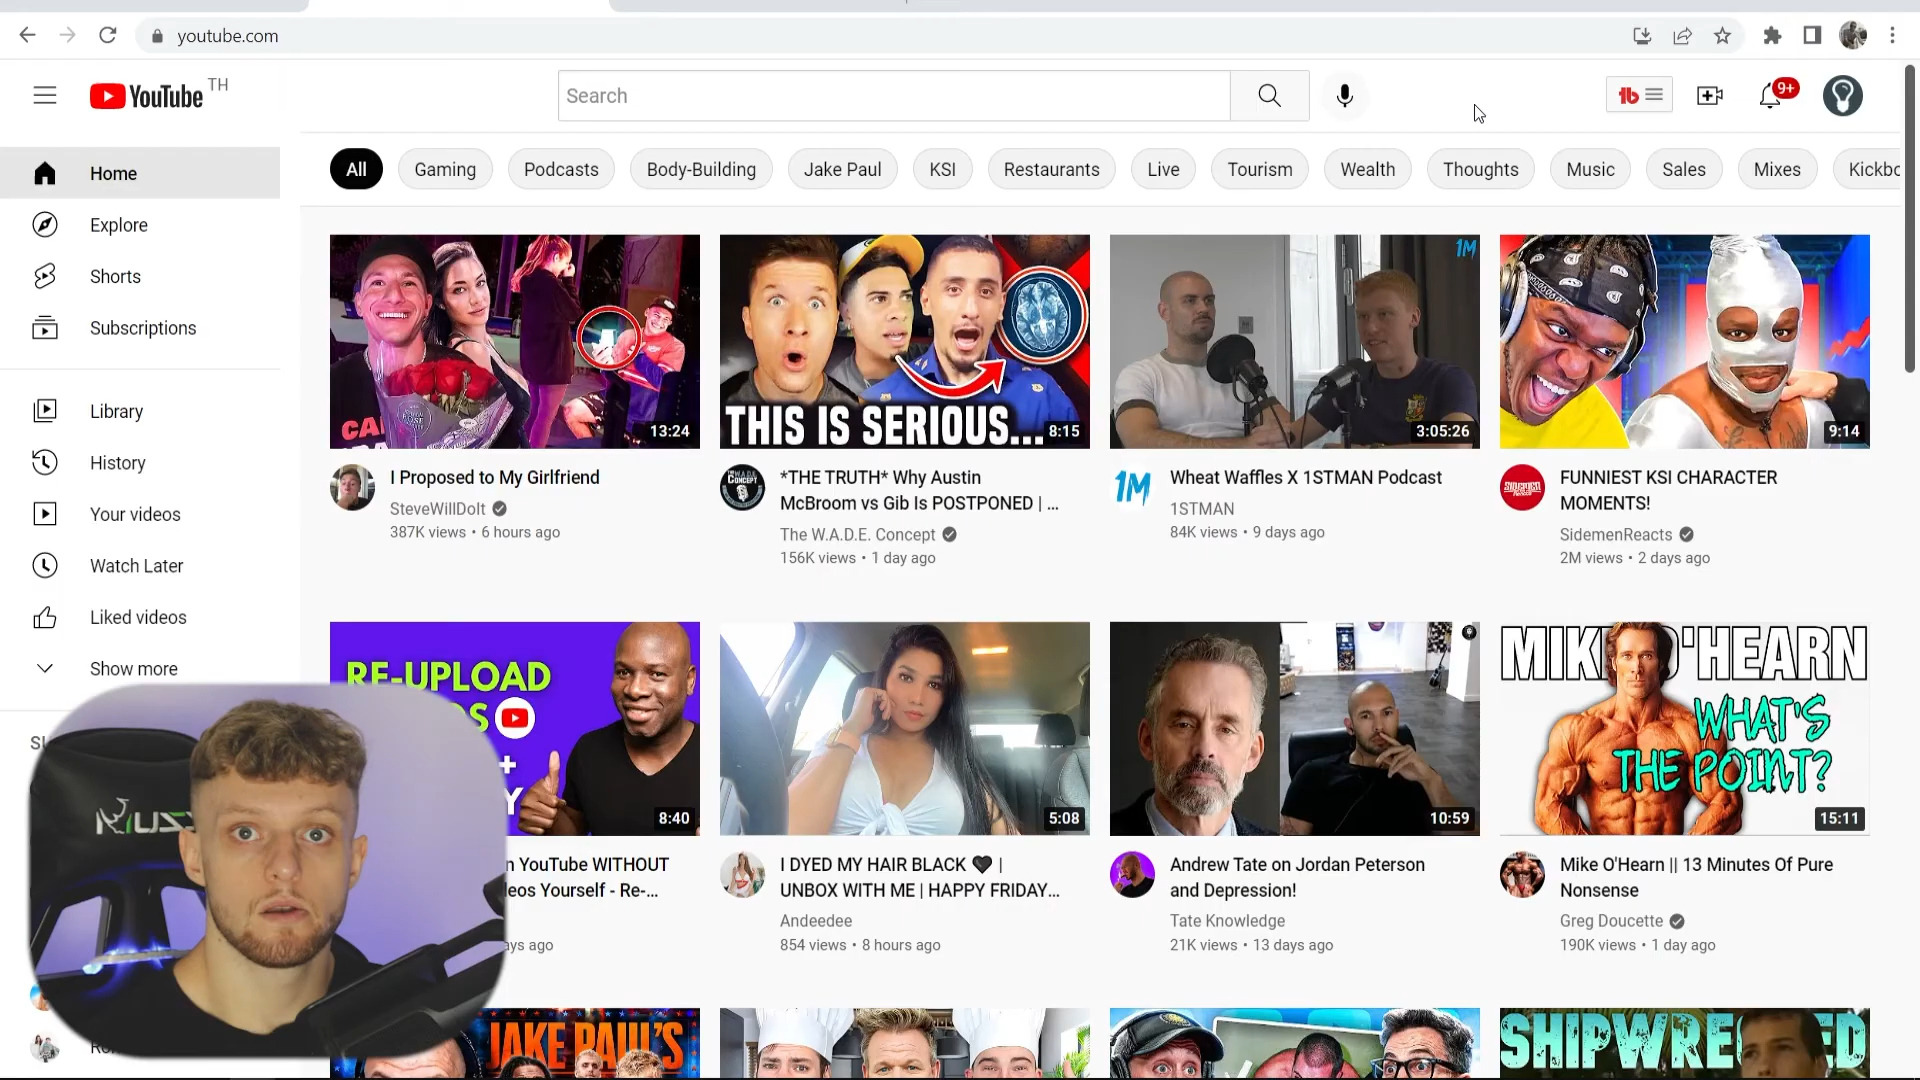 youtube.com
YouTube TH
Search
9+
Home
Explore
Shorts
Subscriptions
Library
History
Your videos
Watch Later
Liked videos
Show more
All
Gaming
Podcasts
Body-Building
Jake Paul
KSI
Restaurants
Live
Tourism
Wealth
Thoughts
Music
Sales
Mixes
Kickbo
13:24
THIS IS SERIOUS...
8:15
1M
3:05:26
9:14
I Proposed to My Girlfriend
SteveWillDoIt
387K views • 6 hours ago
*THE TRUTH* Why Austin
McBroom vs Gib Is POSTPONED | ...
The W.A.D.E. Concept
156K views • 1 day ago
1M
Wheat Waffles X 1STMAN Podcast
1STMAN
84K views • 9 days ago
FUNNIEST KSI CHARACTER
MOMENTS!
SidemenReacts
2M views • 2 days ago
RE-UPLOAD
+
Y
8:40
5:08
10:59
MIKE O'HEARN
WHAT'S
THE POINT?
15:11
n YouTube WITHOUT
leos Yourself - Re-...
ays ago
I DYED MY HAIR BLACK 🖤 |
UNBOX WITH ME | HAPPY FRIDAY...
Andeedee
854 views • 8 hours ago
Andrew Tate on Jordan Peterson
and Depression!
Tate Knowledge
21K views • 13 days ago
Mike O'Hearn || 13 Minutes Of Pure
Nonsense
Greg Doucette
190K views • 1 day ago
JAKE PAUL'S